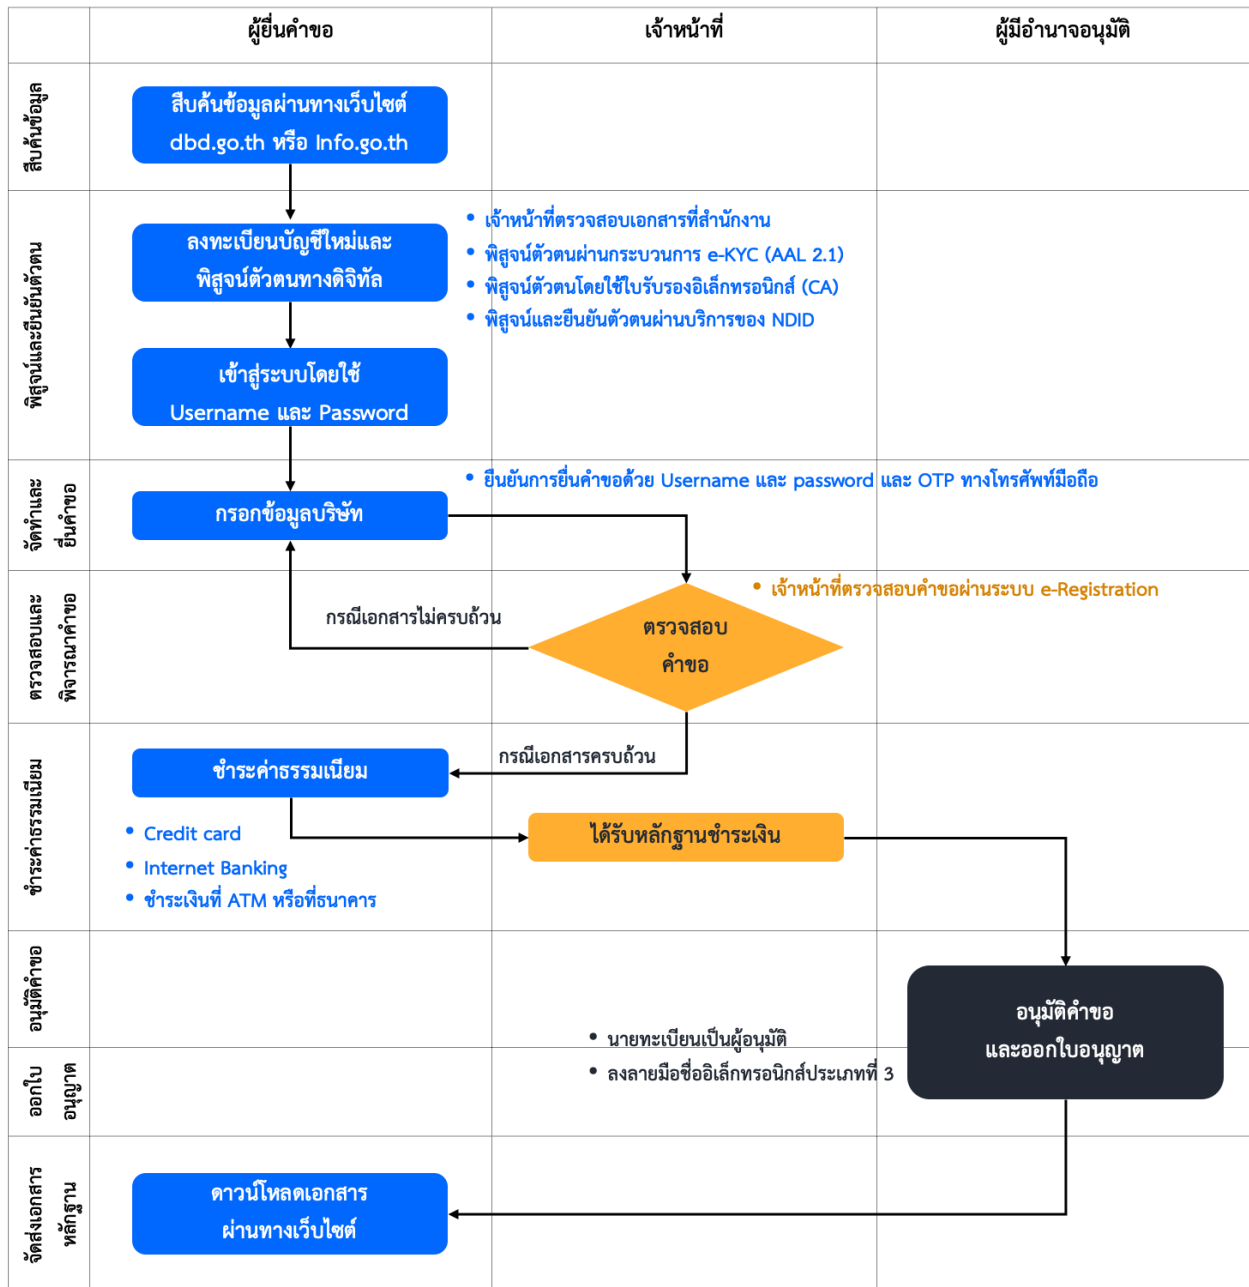 ผู้ยื่นคำขอ
เจ้าหน้าที่
ผู้มีอำนาจอนุมัติ
สืบค้นข้อมูล
สืบค้นข้อมูลผ่านทางเว็บไซต์
dbd.go.th หรือ Info.go.th
พิสูจน์และยืนยันตัวตน
ลงทะเบียนบัญชีใหม่และ
พิสูจน์ตัวตนทางดิจิทัล
• เจ้าหน้าที่ตรวจสอบเอกสารที่สำนักงาน
• พิสูจน์ตัวตนผ่านกระบวนการ e-KYC (AAL 2.1)
• พิสูจน์ตัวตนโดยใช้ใบรับรองอิเล็กทรอนิกส์ (CA)
• พิสูจน์และยืนยันตัวตนผ่านบริการของ NDID
เข้าสู่ระบบโดยใช้
Username และ Password
จัดทำและ
ยื่นคำขอ
• ยืนยันการยื่นคำขอด้วย Username และ password และ OTP ทางโทรศัพท์มือถือ
กรอกข้อมูลบริษัท
ตรวจสอบและ
พิจารณาคำขอ
• เจ้าหน้าที่ตรวจสอบคำขอผ่านระบบ e-Registration
กรณีเอกสารไม่ครบถ้วน
ตรวจสอบ
คำขอ
ชำระค่าธรรมเนียม
กรณีเอกสารครบถ้วน
ชำระค่าธรรมเนียม
• Credit card
• Internet Banking
• ชำระเงินที่ ATM หรือที่ธนาคาร
ได้รับหลักฐานชำระเงิน
อนุมัติคำขอ
อนุมัติคำขอ
และออกใบอนุญาต
• นายทะเบียนเป็นผู้อนุมัติ
• ลงลายมือชื่ออิเล็กทรอนิกส์ประเภทที่ 3
ออกใบ
อนุญาต
จัดส่งเอกสาร
หลักฐาน
ดาวน์โหลดเอกสาร
ผ่านทางเว็บไซต์